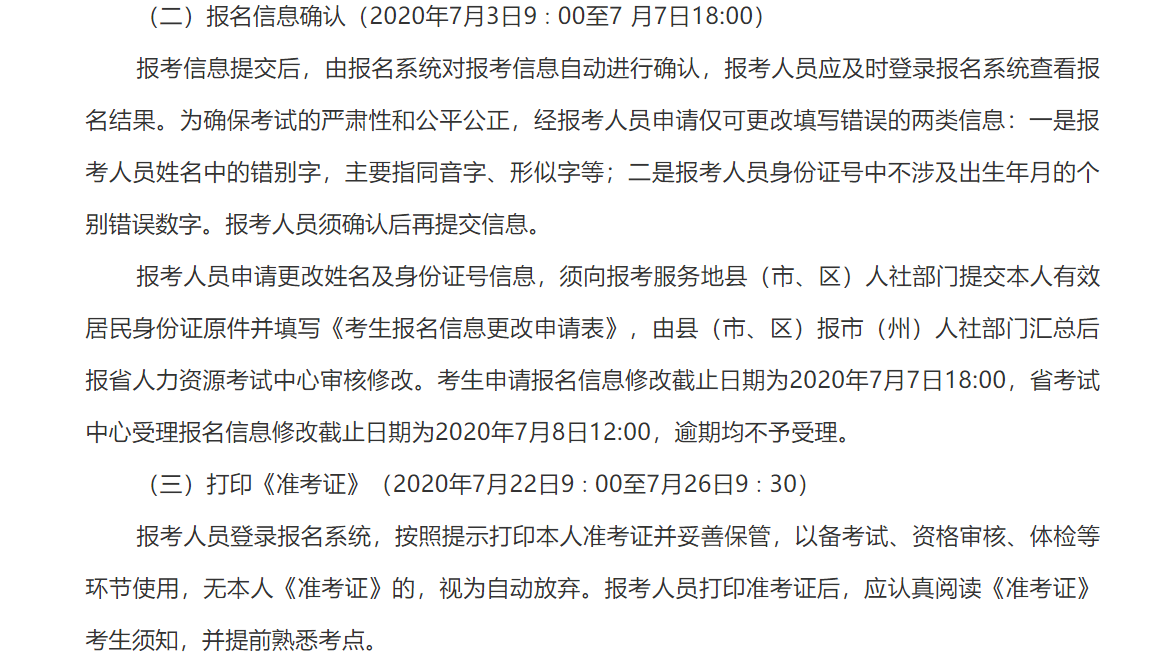 （二）报名信息确认（2020年7月3日9：00至7 月7日18:00）
报考信息提交后，由报名系统对报考信息自动进行确认，报考人员应及时登录报名系统查看报
名结果。为确保考试的严肃性和公平公正，经报考人员申请仅可更改填写错误的两类信息：一是报
考人员姓名中的错别字，主要指同音字、形似字等；二是报考人员身份证号中不涉及出生年月的个
别错误数字。报考人员须确认后再提交信息。
报考人员申请更改姓名及身份证号信息，须向报考服务地县（市、区）人社部门提交本人有效
居民身份证原件并填写《考生报名信息更改申请表》，由县（市、区）报市（州）人社部门汇总后
报省人力资源考试中心审核修改。考生申请报名信息修改截止日期为2020年7月7日18:00，省考试
中心受理报名信息修改截止日期为2020年7月8日12:00，逾期均不予受理。
（三）打印《准考证》（2020年7月22日9：00至7月26日9：30）
报考人员登录报名系统，按照提示打印本人准考证并妥善保管，以备考试、资格审核、体检等
环节使用，无本人《准考证》的，视为自动放弃。报考人员打印准考证后，应认真阅读《准考证》
考生须知，并提前熟悉考点。